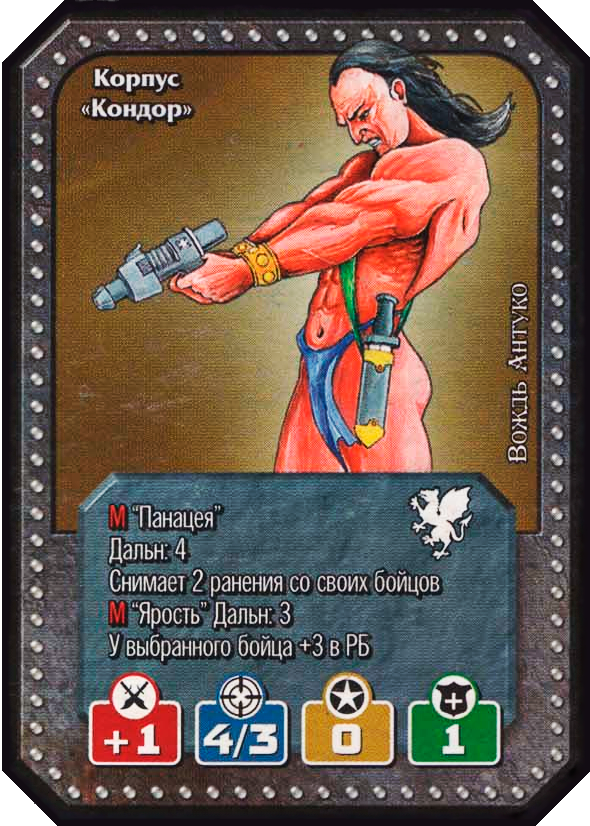 Корпус
«Кондор»
Вождь Антуко
М “Панацея”
Дальн: 4
Снимает 2 ранения со своих бойцов
М “Ярость” Дальн: 3
У выбранного бойца +3 в РБ
+1 4/3 0 1